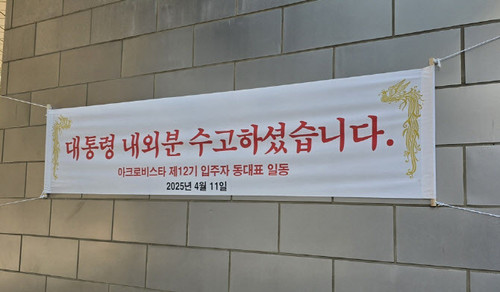 대통령 내외분 수고하셨습니다.
아크로비스타 제12기 입주자 동대표 일동
2025년 4월 11일